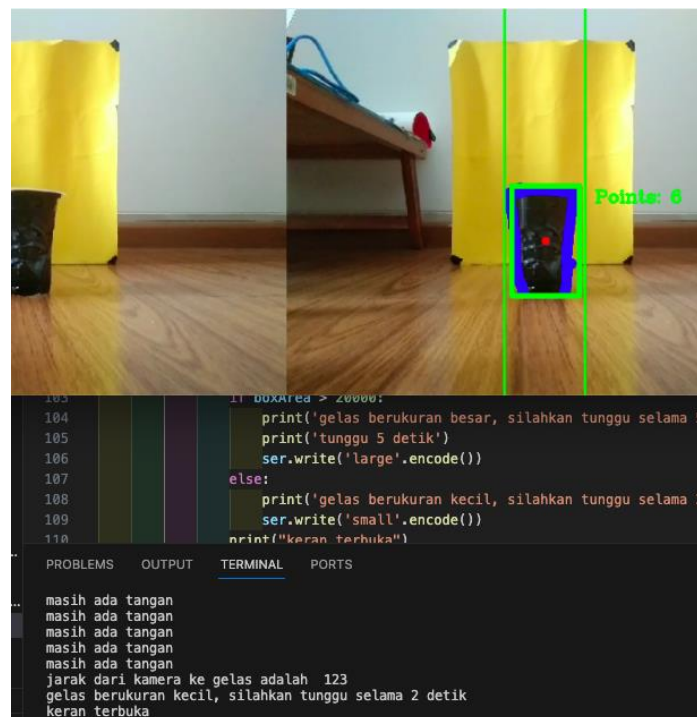 Points: 6
103 if boxArea > 20000:
104 print('gelas berukuran besar, silahkan tunggu selama
105 print('tunggu 5 detik')
106 ser.write('large'.encode())
107 else:
108 print('gelas berukuran kecil, silahkan tunggu selama
109 ser.write('small'.encode())
110 print("keran terbuka")
PROBLEMS OUTPUT TERMINAL PORTS
masih ada tangan
masih ada tangan
masih ada tangan
masih ada tangan
masih ada tangan
jarak dari kamera ke gelas adalah 123
gelas berukuran kecil, silahkan tunggu selama 2 detik
keran terbuka